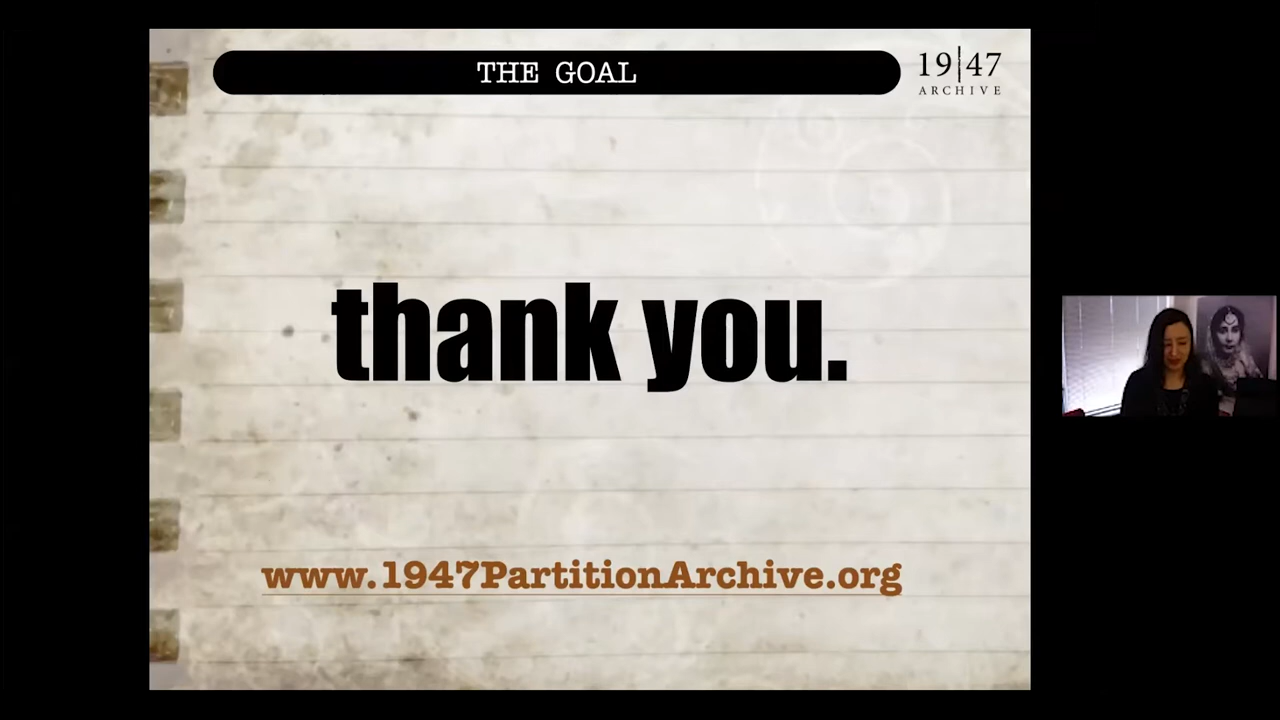 THE GOAL
19|47
ARCHIVE
thank you.
www.1947PartitionArchive.org